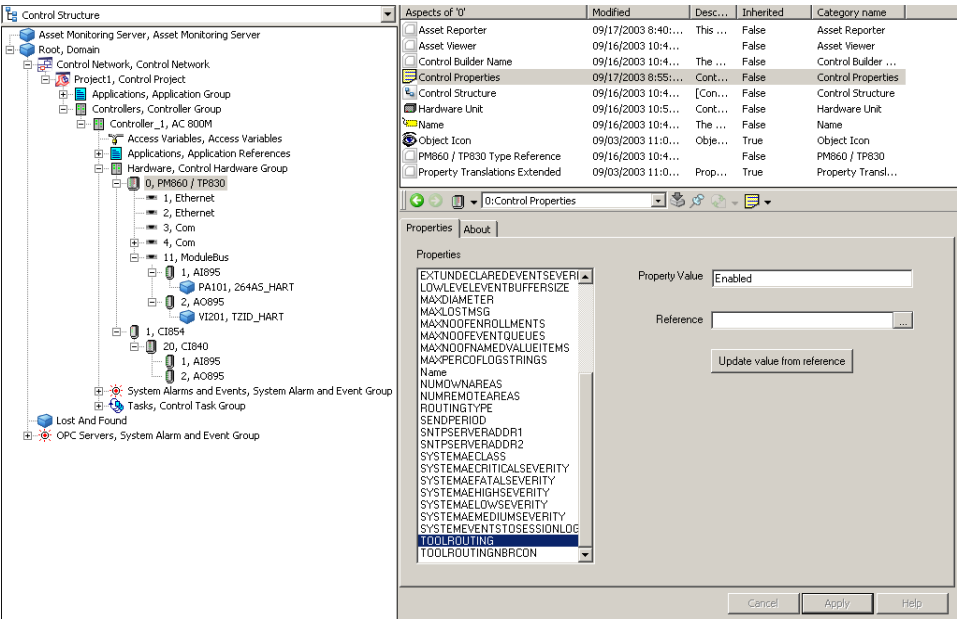 Control Structure
Asset Monitoring Server, Asset Monitoring Server
Root, Domain
Control Network, Control Network
Project1, Control Project
Applications, Application Group
Controllers, Controller Group
Controller_1, AC 800M
Access Variables, Access Variables
Applications, Application References
Hardware, Control Hardware Group
0, PM860 / TP830
1, Ethernet
2, Ethernet
3, Com
4, Com
11, ModuleBus
1, AI895
PA101, 264AS_HART
2, AO895
VI201, TZID_HART
1, CI854
20, CI840
1, AI895
2, AO895
System Alarms and Events, System Alarm and Event Group
Tasks, Control Task Group
Lost And Found
OPC Servers, System Alarm and Event Group
Aspects of '0' Modified Desc... Inherited Category name
Asset Reporter 09/17/2003 8:40:... This ... False Asset Reporter
Asset Viewer 09/16/2003 10:4... False Asset Viewer
Control Builder Name 09/16/2003 10:4... The ... False Control Builder ...
Control Properties 09/17/2003 8:55:... Cont... False Control Properties
Control Structure 09/16/2003 10:4... [Con... False Control Structure
Hardware Unit 09/16/2003 10:5... Cont... False Hardware Unit
Name 09/16/2003 10:4... The ... False Name
Object Icon 09/03/2003 11:0... Obje... True Object Icon
PM860 / TP830 Type Reference 09/16/2003 10:4... False PM860 / TP830
Property Translations Extended 09/03/2003 11:0... Prop... True Property Transl...
0:Control Properties
Properties About
Properties
EXTUNDECLAREDEVENTSEVERI
LOWLEVELEVENTBUFFERSIZE
MAXDIAMETER
MAXLOSTMSG
MAXNOOFENROLLMENTS
MAXNOOFEVENTQUEUES
MAXNOOFNAMEDVALUEITEMS
MAXPERCOFLOGSTRINGS
Name
NUMOWNAREAS
NUMREMOTEAREAS
ROUTINGTYPE
SENDPERIOD
SNTPSERVERADDR1
SNTPSERVERADDR2
SYSTEMAECLASS
SYSTEMAECRITICALSEVERITY
SYSTEMAEFATALSEVERITY
SYSTEMAEHIGHSEVERITY
SYSTEMAELOWSEVERITY
SYSTEMAEMEDIUMSEVERITY
SYSTEMEVENTSTOSESSIONLOG
TOOLROUTING
TOOLROUTINGNBRCON
Property Value Enabled
Reference ...
Update value from reference
Cancel Apply Help